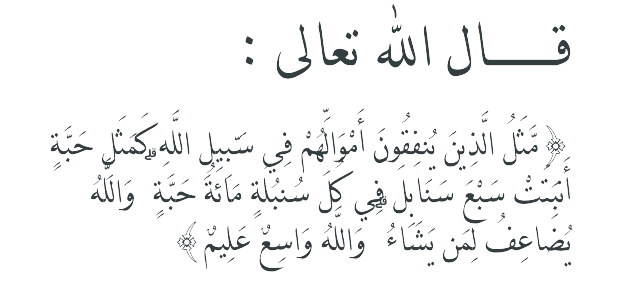 قـــــال الله تعالى :
﴿ مَّثَلُ الَّذِينَ يُنفِقُونَ أَمْوَالَهُمْ فِي سَبِيلِ اللَّهِ كَمَثَلِ حَبَّةٍ
أَنبَتَتْ سَبْعَ سَنَابِلَ فِي كُلِّ سُنبُلَةٍ مِّائَةُ حَبَّةٍ وَاللَّهُ
يُضَاعِفُ لِمَن يَشَاءُ وَاللَّهُ وَاسِعٌ عَلِيمٌ ﴾